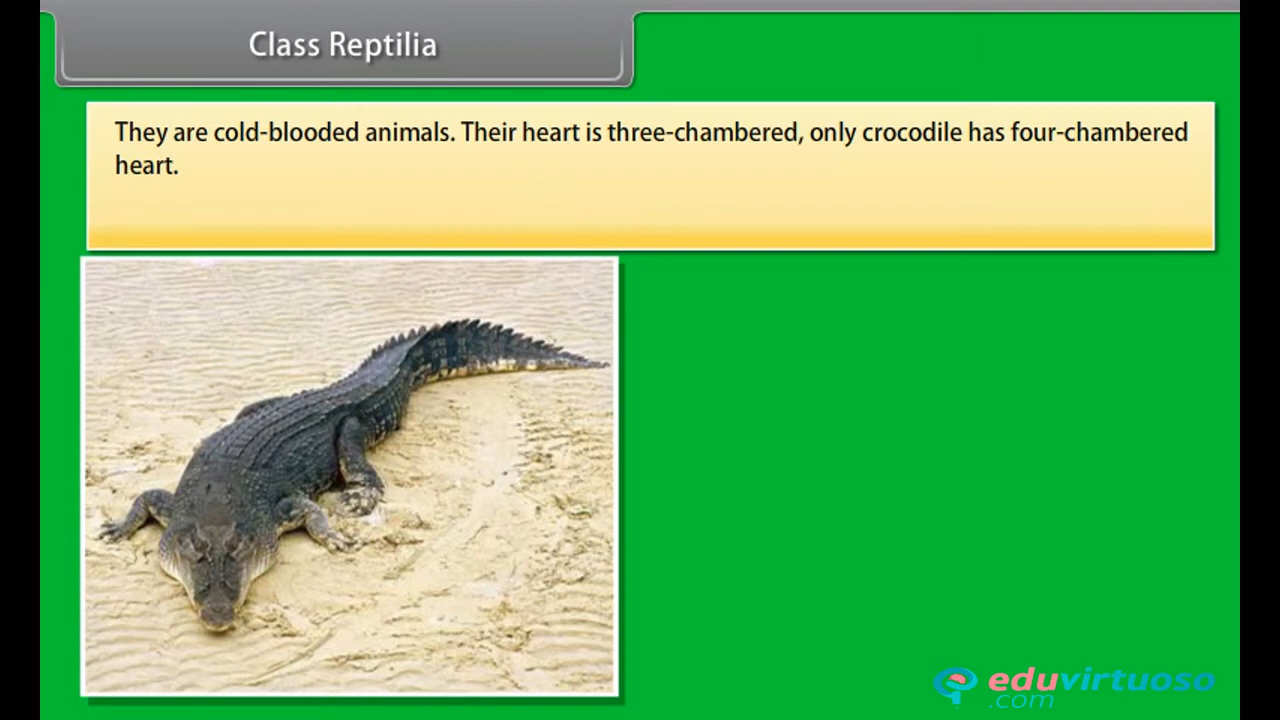 Class Reptilia
They are cold-blooded animals. Their heart is three-chambered, only crocodile has four-chambered
heart.
eduvirtuoso
.com